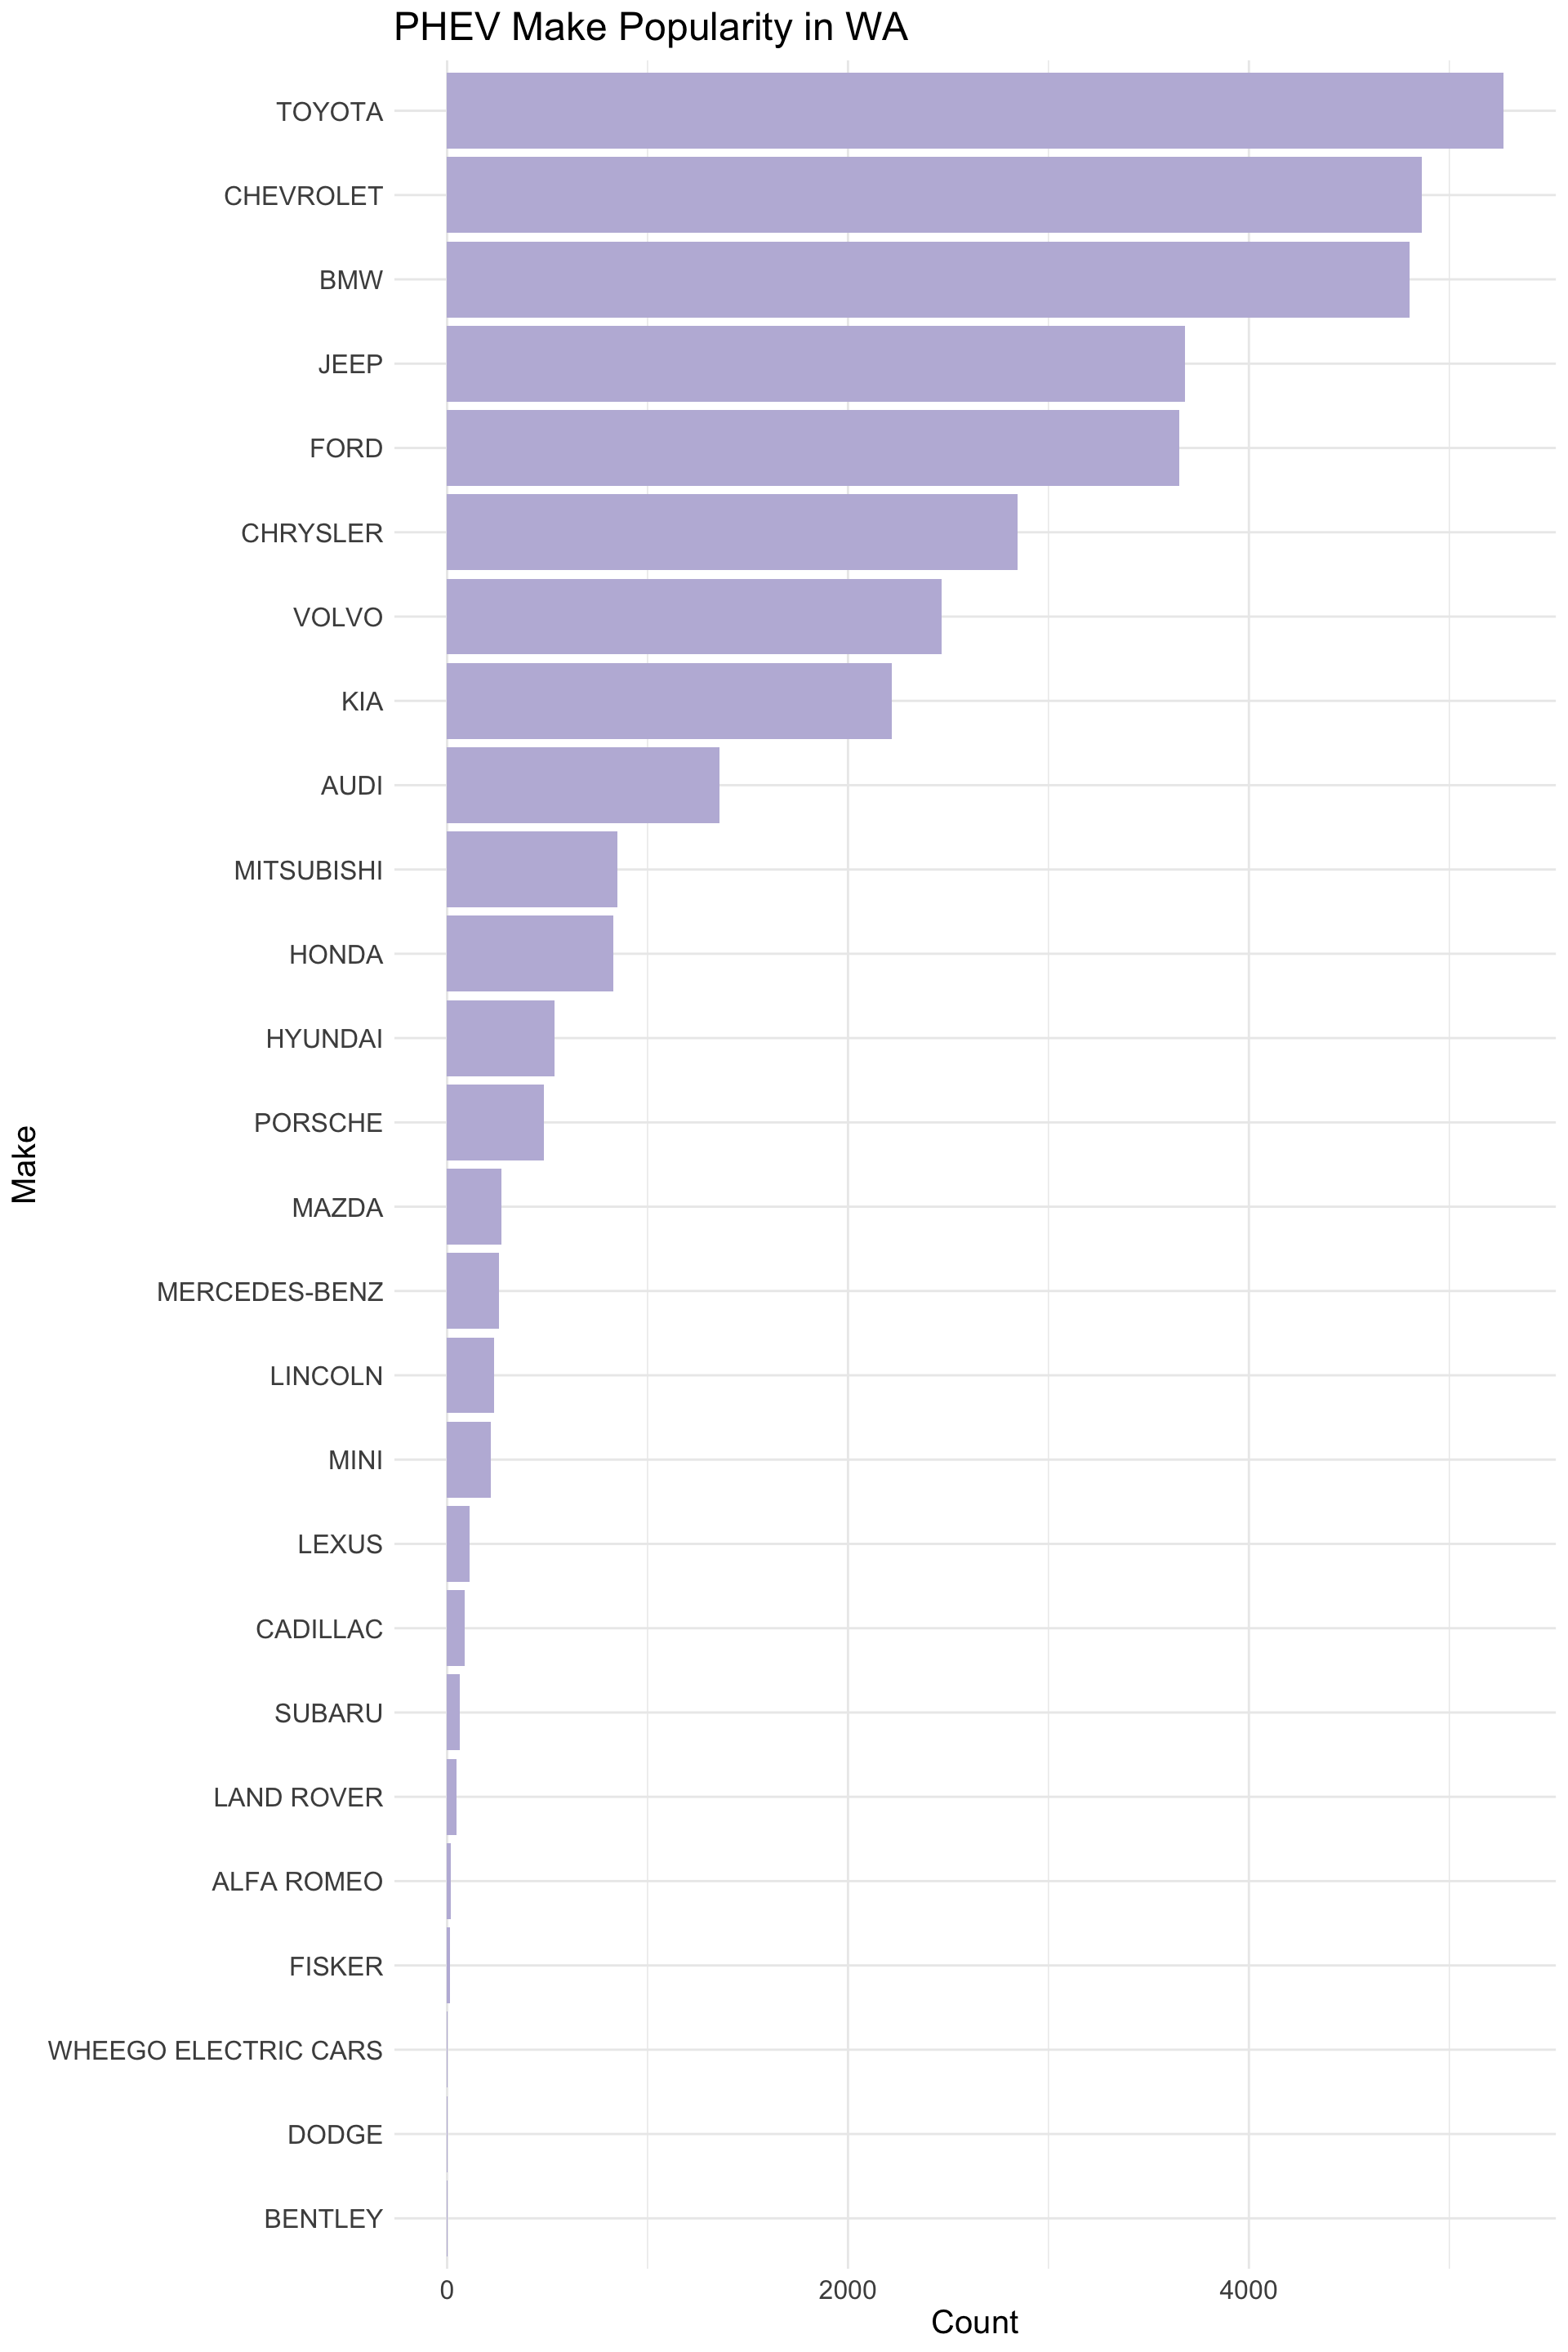 PHEV Make Popularity in WA
TOYOTA
CHEVROLET
BMW
JEEP
FORD
CHRYSLER
VOLVO
KIA
AUDI
MITSUBISHI
HONDA
HYUNDAI
PORSCHE
MAZDA
MERCEDES-BENZ
LINCOLN
MINI
LEXUS
CADILLAC
SUBARU
LAND ROVER
ALFA ROMEO
FISKER
WHEEGO ELECTRIC CARS
DODGE
BENTLEY
Make
0 2000 4000
Count